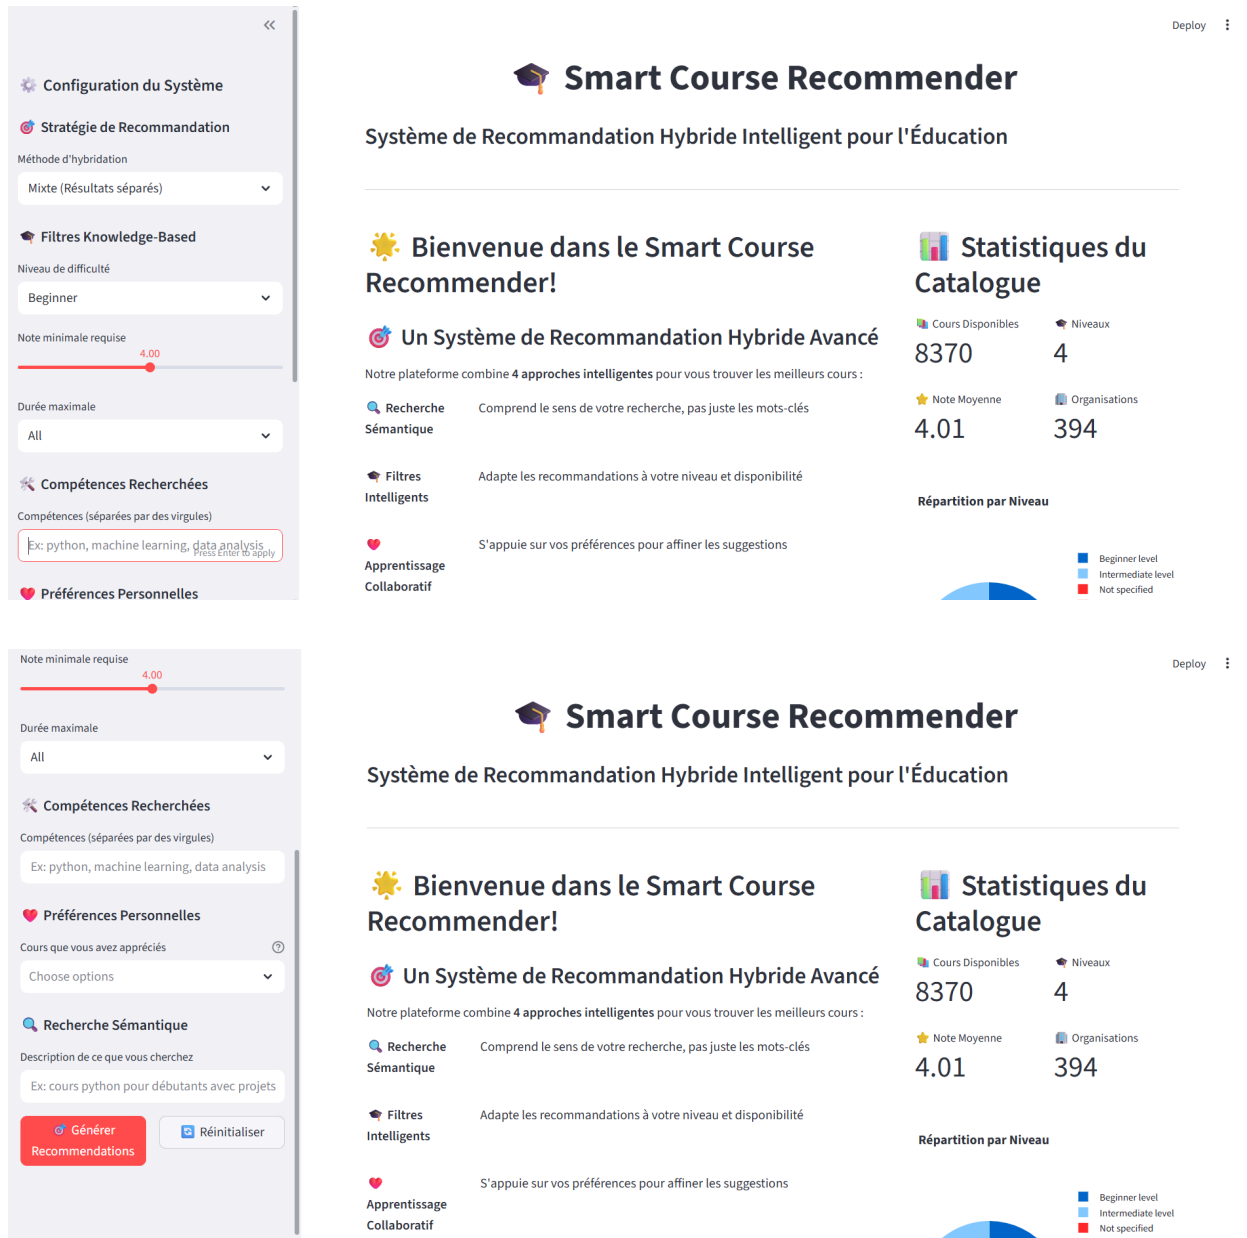 Configuration du Système
Stratégie de Recommandation
Méthode d'hybridation
Mixte (Résultats séparés)
Filtres Knowledge-Based
Niveau de difficulté
Beginner
Note minimale requise
4.00
Durée maximale
All
Compétences Recherchées
Compétences (séparées par des virgules)
Ex: python, machine learning, data analysis
Press Enter to apply
Préférences Personnelles
Deploy
Smart Course Recommender
Système de Recommandation Hybride Intelligent pour l'Éducation
Bienvenue dans le Smart Course
Recommender!
Un Système de Recommandation Hybride Avancé
Notre plateforme combine 4 approches intelligentes pour vous trouver les meilleurs cours :
Recherche
Sémantique
Comprend le sens de votre recherche, pas juste les mots-clés
Filtres
Intelligents
Adapte les recommandations à votre niveau et disponibilité
Apprentissage
Collaboratif
S'appuie sur vos préférences pour affiner les suggestions
Statistiques du
Catalogue
Cours Disponibles
8370
Niveaux
4
Note Moyenne
4.01
Organisations
394
Répartition par Niveau
Beginner level
Intermediate level
Not specified
Note minimale requise
4.00
Durée maximale
All
Compétences Recherchées
Compétences (séparées par des virgules)
Ex: python, machine learning, data analysis
Préférences Personnelles
Cours que vous avez appréciés
Choose options
Recherche Sémantique
Description de ce que vous cherchez
Ex: cours python pour débutants avec projets
Générer
Recommendations
Réinitialiser
Deploy
Smart Course Recommender
Système de Recommandation Hybride Intelligent pour l'Éducation
Bienvenue dans le Smart Course
Recommender!
Un Système de Recommandation Hybride Avancé
Notre plateforme combine 4 approches intelligentes pour vous trouver les meilleurs cours :
Recherche
Sémantique
Comprend le sens de votre recherche, pas juste les mots-clés
Filtres
Intelligents
Adapte les recommandations à votre niveau et disponibilité
Apprentissage
Collaboratif
S'appuie sur vos préférences pour affiner les suggestions
Statistiques du
Catalogue
Cours Disponibles
8370
Niveaux
4
Note Moyenne
4.01
Organisations
394
Répartition par Niveau
Beginner level
Intermediate level
Not specified